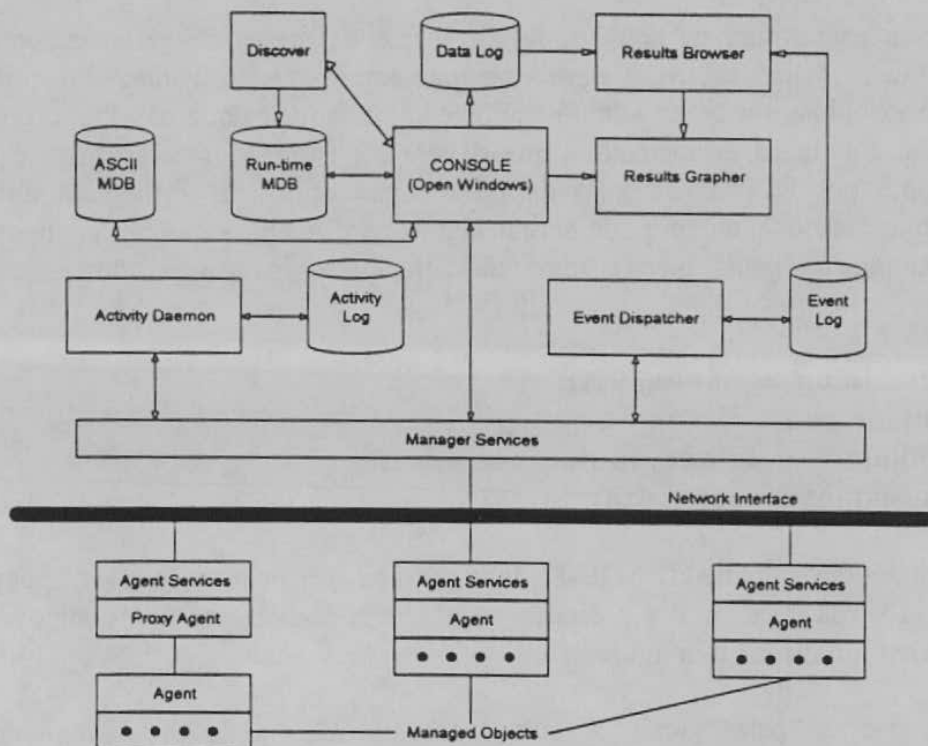 Discover
Data Log
Results Browser
ASCII
MDB
Run-time
MDB
CONSOLE
(Open Windows)
Results Grapher
Activity Daemon
Activity
Log
Event Dispatcher
Event
Log
Manager Services
Network Interface
Agent Services
Proxy Agent
Agent Services
Agent
Agent Services
Agent
Agent
Managed Objects